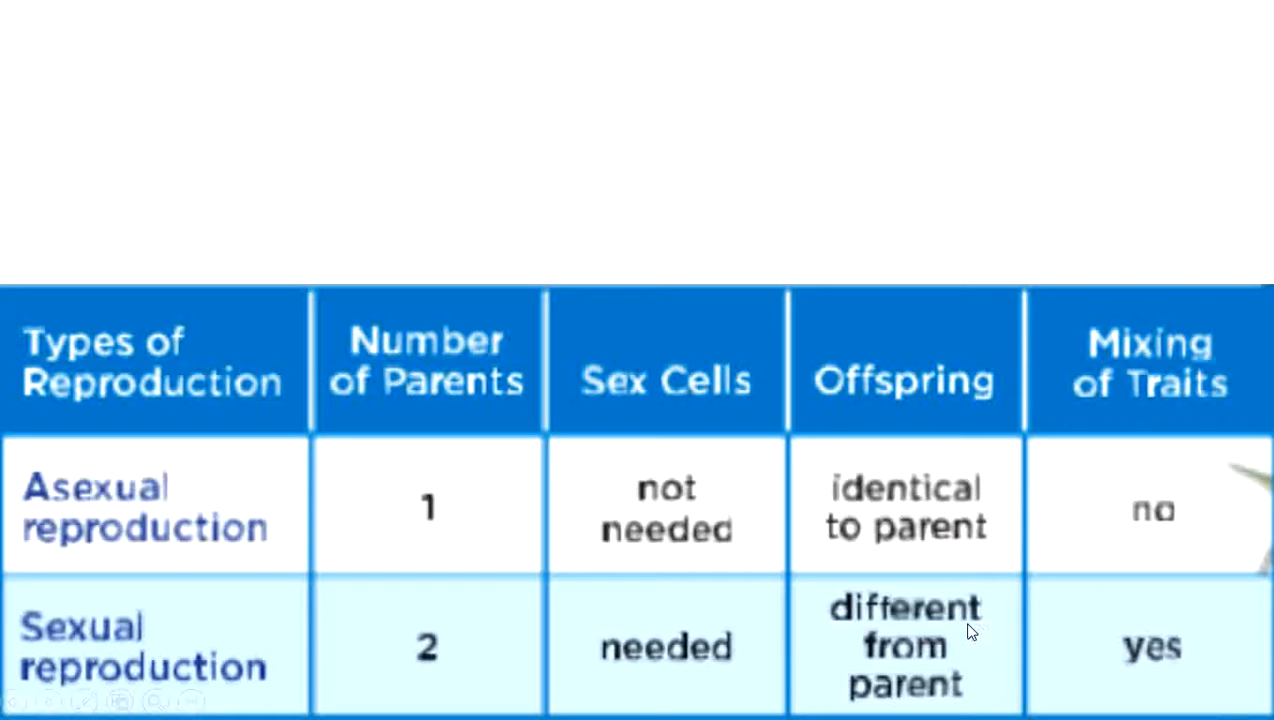 Types of
Reproduction
Number
of Parents
Sex Cells
Offspring
Mixing
of Traits
Asexual
reproduction
1
not
needed
identical
to parent
no
Sexual
reproduction
2
needed
different
from
parent
yes